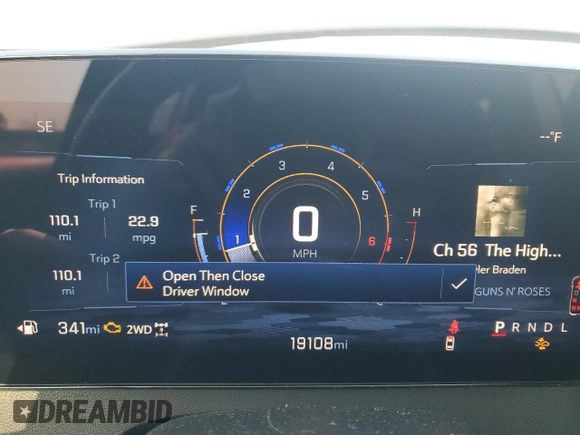 SE
--°F
Trip Information
Trip 1
110.1 mi
22.9 mpg
Trip 2
110.1 mi
1 2 3 4 5 6
F
H
0
MPH
Open Then Close
Driver Window
Ch 56 The High...
ler Braden
GUNS N' ROSES
341mi
2WD
19108mi
P R N D L
DREAMBID